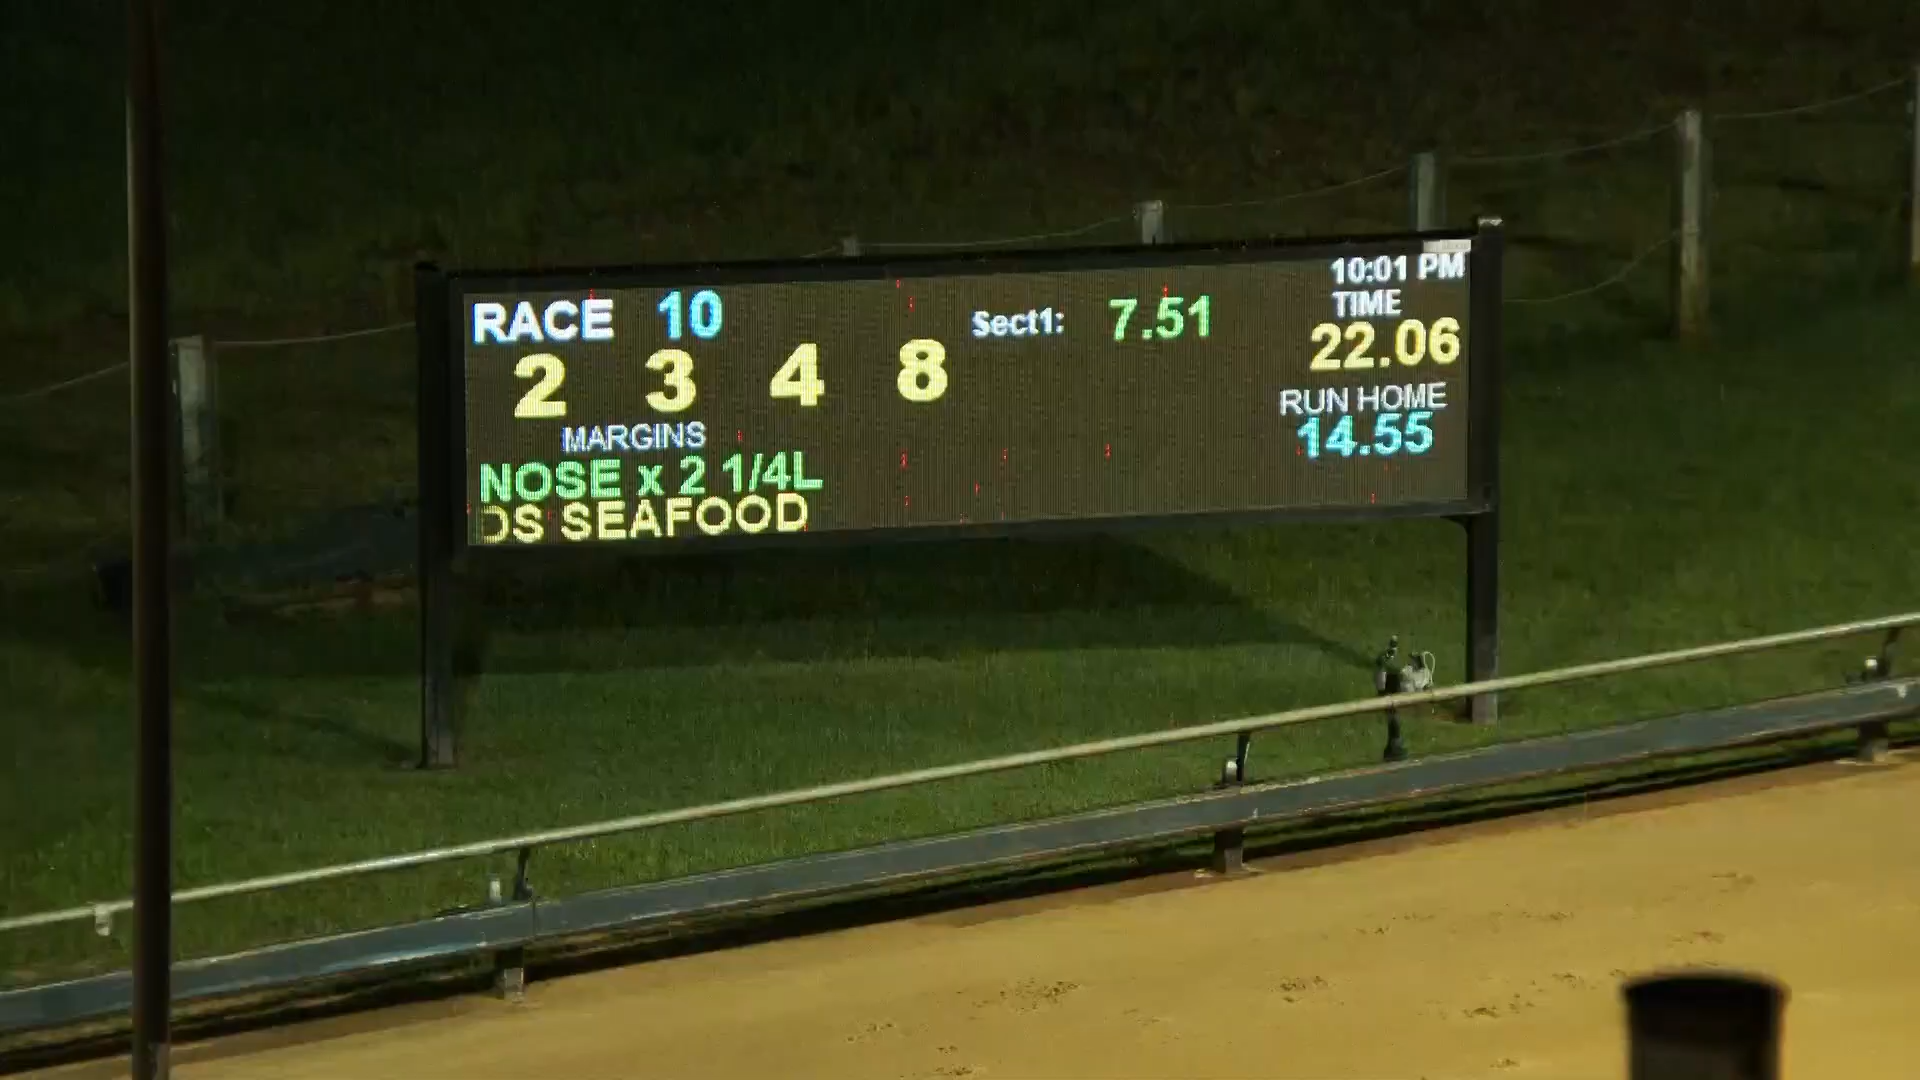 10:01 PM
RACE 10 Sect1: 7.51 TIME
2 3 4 8 22.06
MARGINS RUN HOME
14.55
NOSE x 2 1/4L
SEAFOOD